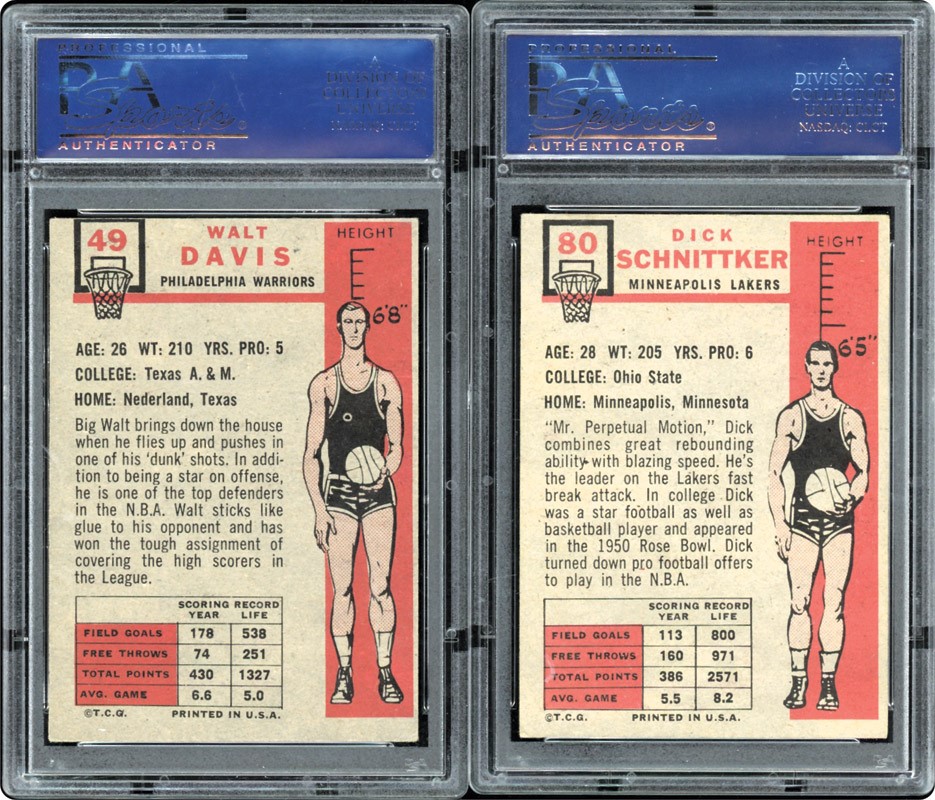 PROFESSIONAL
PSA
Sports
AUTHENTICATOR
A
DIVISION OF
COLLECTORS
UNIVERSE
NASDAQ: CLCT
49
WALT
DAVIS
PHILADELPHIA WARRIORS
HEIGHT
6'8"
AGE: 26 WT: 210 YRS. PRO: 5
COLLEGE: Texas A. & M.
HOME: Nederland, Texas
Big Walt brings down the house
when he flies up and pushes in
one of his 'dunk' shots. In addi-
tion to being a star on offense,
he is one of the top defenders
in the N.B.A. Walt sticks like
glue to his opponent and has
won the tough assignment of
covering the high scorers in
the League.
SCORING RECORD
YEAR LIFE
FIELD GOALS 178 538
FREE THROWS 74 251
TOTAL POINTS 430 1327
AVG. GAME 6.6 5.0
©T.C.G. PRINTED IN U.S.A.
PROFESSIONAL
PSA
Sports
AUTHENTICATOR
A
DIVISION OF
COLLECTORS
UNIVERSE
NASDAQ: CLCT
80
DICK
SCHNITTKER
MINNEAPOLIS LAKERS
HEIGHT
6'5"
AGE: 28 WT: 205 YRS. PRO: 6
COLLEGE: Ohio State
HOME: Minneapolis, Minnesota
"Mr. Perpetual Motion," Dick
combines great rebounding
ability with blazing speed. He's
the leader on the Lakers fast
break attack. In college Dick
was a star football as well as
basketball player and appeared
in the 1950 Rose Bowl. Dick
turned down pro football offers
to play in the N.B.A.
SCORING RECORD
YEAR LIFE
FIELD GOALS 113 800
FREE THROWS 160 971
TOTAL POINTS 386 2571
AVG. GAME 5.5 8.2
©T.C.G. PRINTED IN U.S.A.